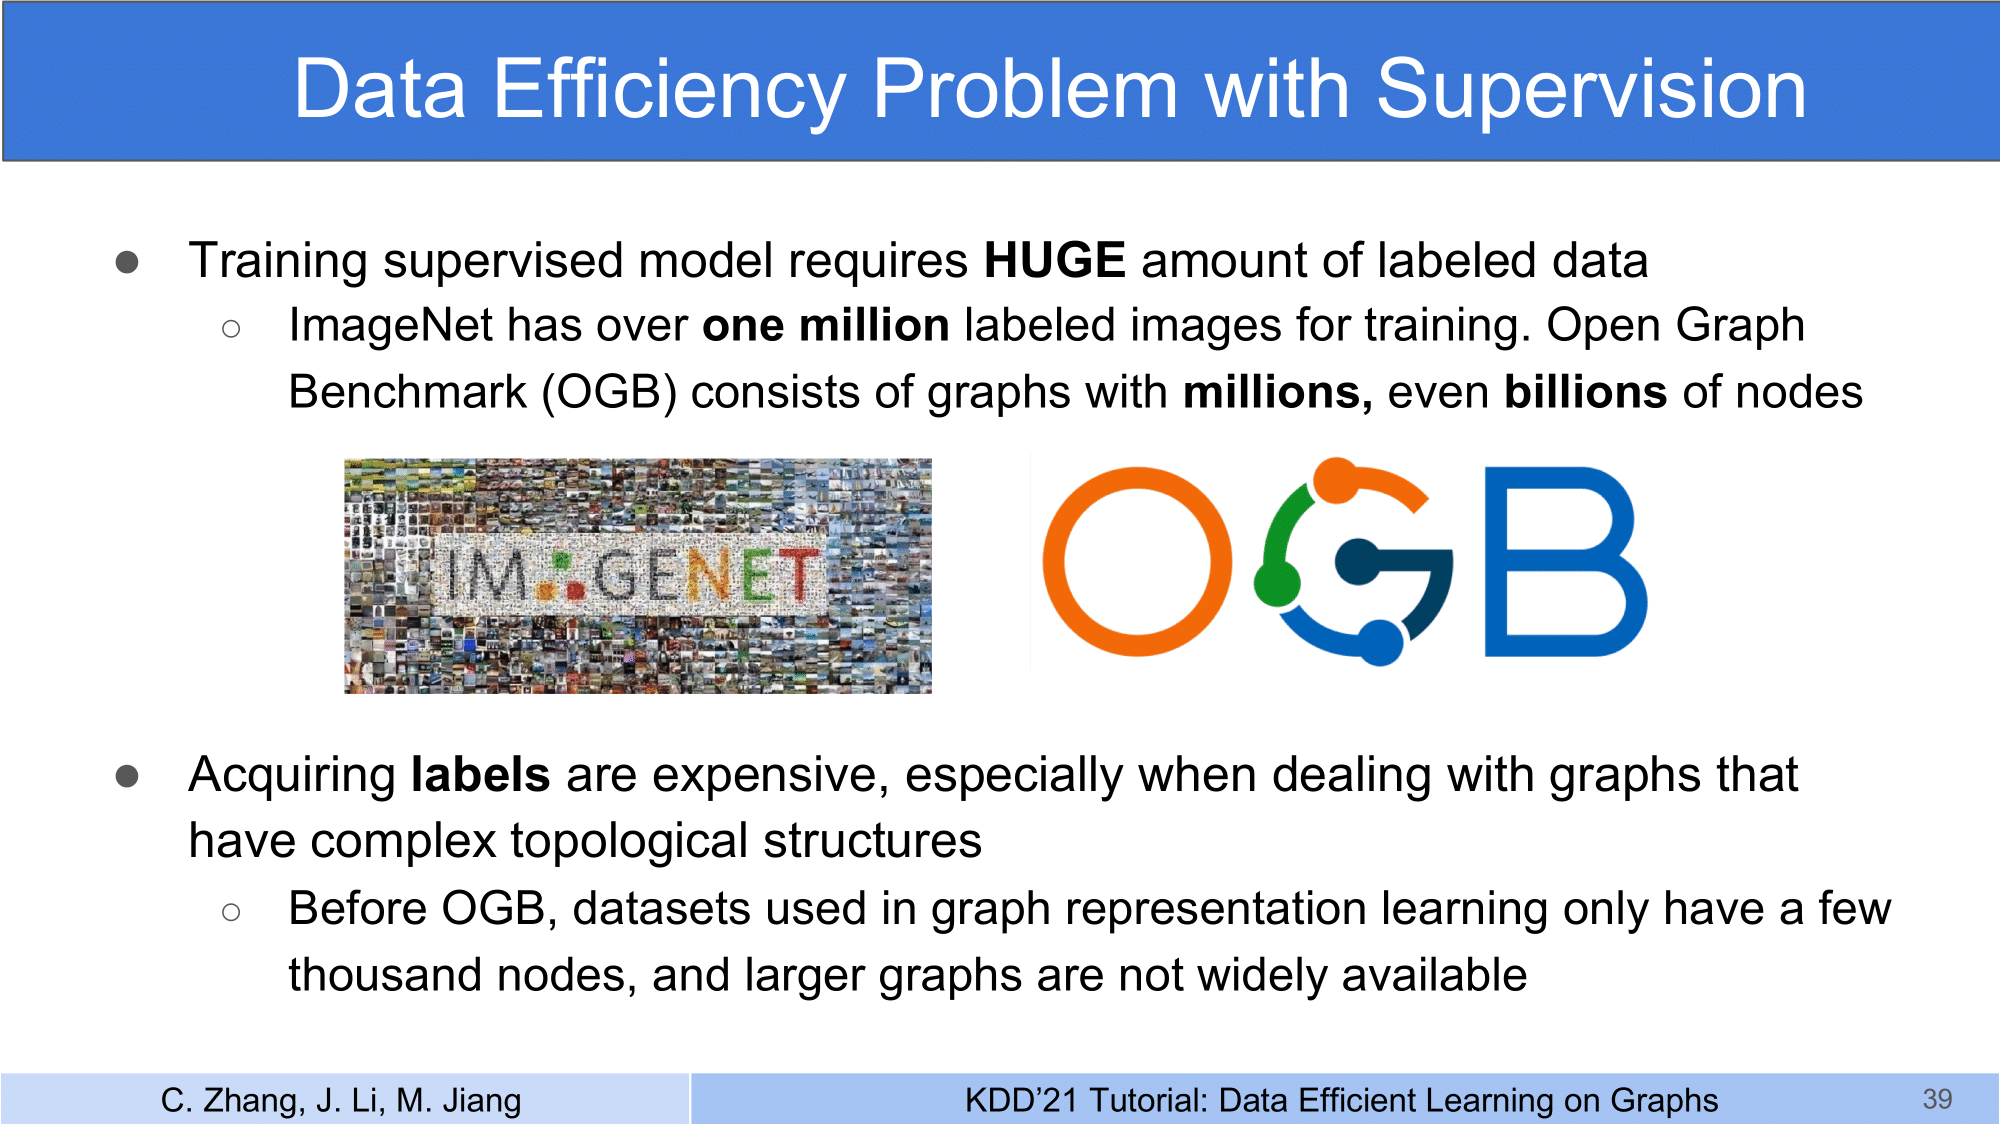 Data Efficiency Problem with Supervision
● Training supervised model requires HUGE amount of labeled data
○ ImageNet has over one million labeled images for training. Open Graph
Benchmark (OGB) consists of graphs with millions, even billions of nodes
IMAGENET
OGB
● Acquiring labels are expensive, especially when dealing with graphs that
have complex topological structures
○ Before OGB, datasets used in graph representation learning only have a few
thousand nodes, and larger graphs are not widely available
C. Zhang, J. Li, M. Jiang
KDD’21 Tutorial: Data Efficient Learning on Graphs
39